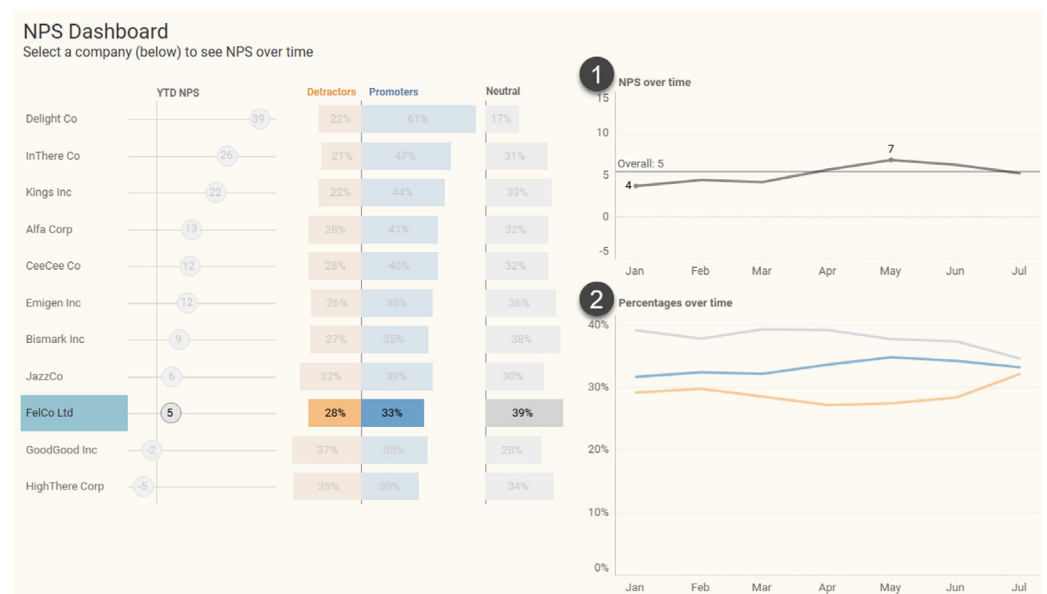 NPS Dashboard
Select a company (below) to see NPS over time
YTD NPS
Detractors Promoters Neutral
Delight Co 39 22% 61% 17%
InThere Co 26 21% 47% 31%
Kings Inc 22 22% 44% 33%
Alfa Corp 13 28% 41% 32%
CeeCee Co 12 28% 40% 32%
Emigen Inc 12 26% 38% 36%
Bismark Inc 9 27% 35% 38%
JazzCo 6 32% 38% 30%
FelCo Ltd 5 28% 33% 39%
GoodGood Inc -2 37% 35% 28%
HighThere Corp -5 35% 30% 34%
1 NPS over time
15
10
7
Overall: 5
5
4
0
-5
Jan Feb Mar Apr May Jun Jul
2 Percentages over time
40%
30%
20%
10%
0%
Jan Feb Mar Apr May Jun Jul